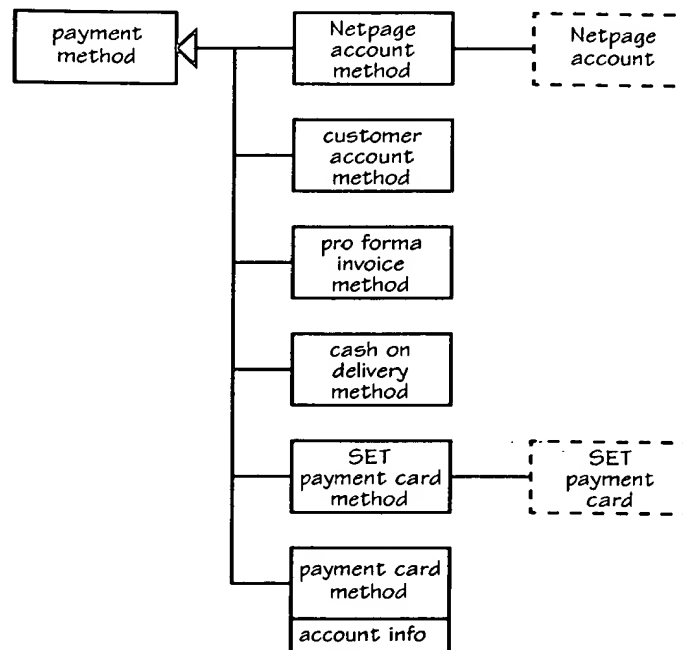 payment
method
Netpage
account
method
Netpage
account
customer
account
method
pro forma
invoice
method
cash on
delivery
method
SET
payment card
method
SET
payment
card
payment card
method
account info